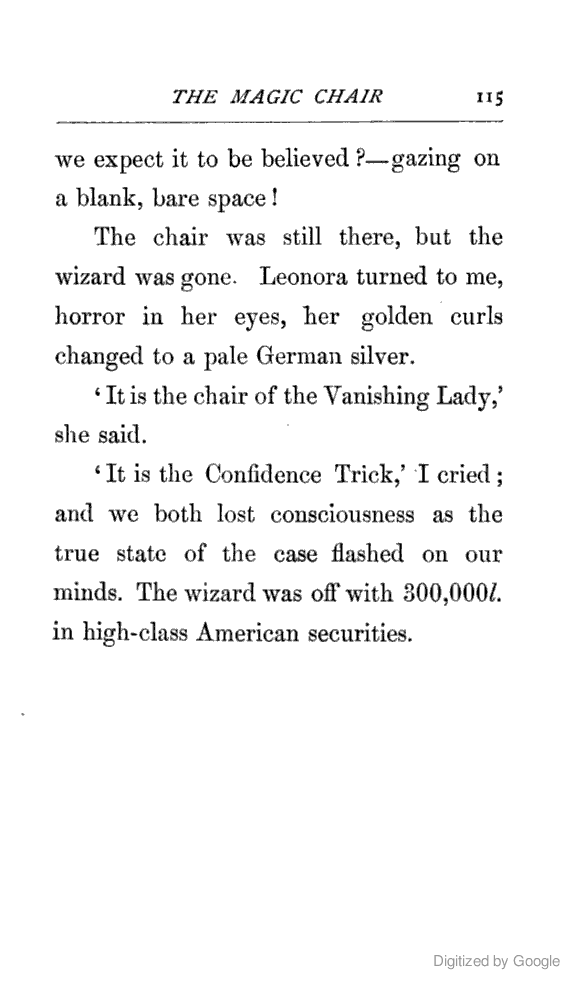 THE MAGIC CHAIR 115
we expect it to be believed?—gazing on
a blank, bare space!
The chair was still there, but the
wizard was gone. Leonora turned to me,
horror in her eyes, her golden curls
changed to a pale German silver.
‘It is the chair of the Vanishing Lady,’
she said.
‘It is the Confidence Trick,’ I cried;
and we both lost consciousness as the
true state of the case flashed on our
minds. The wizard was off with 300,000l.
in high-class American securities.
Digitized by Google